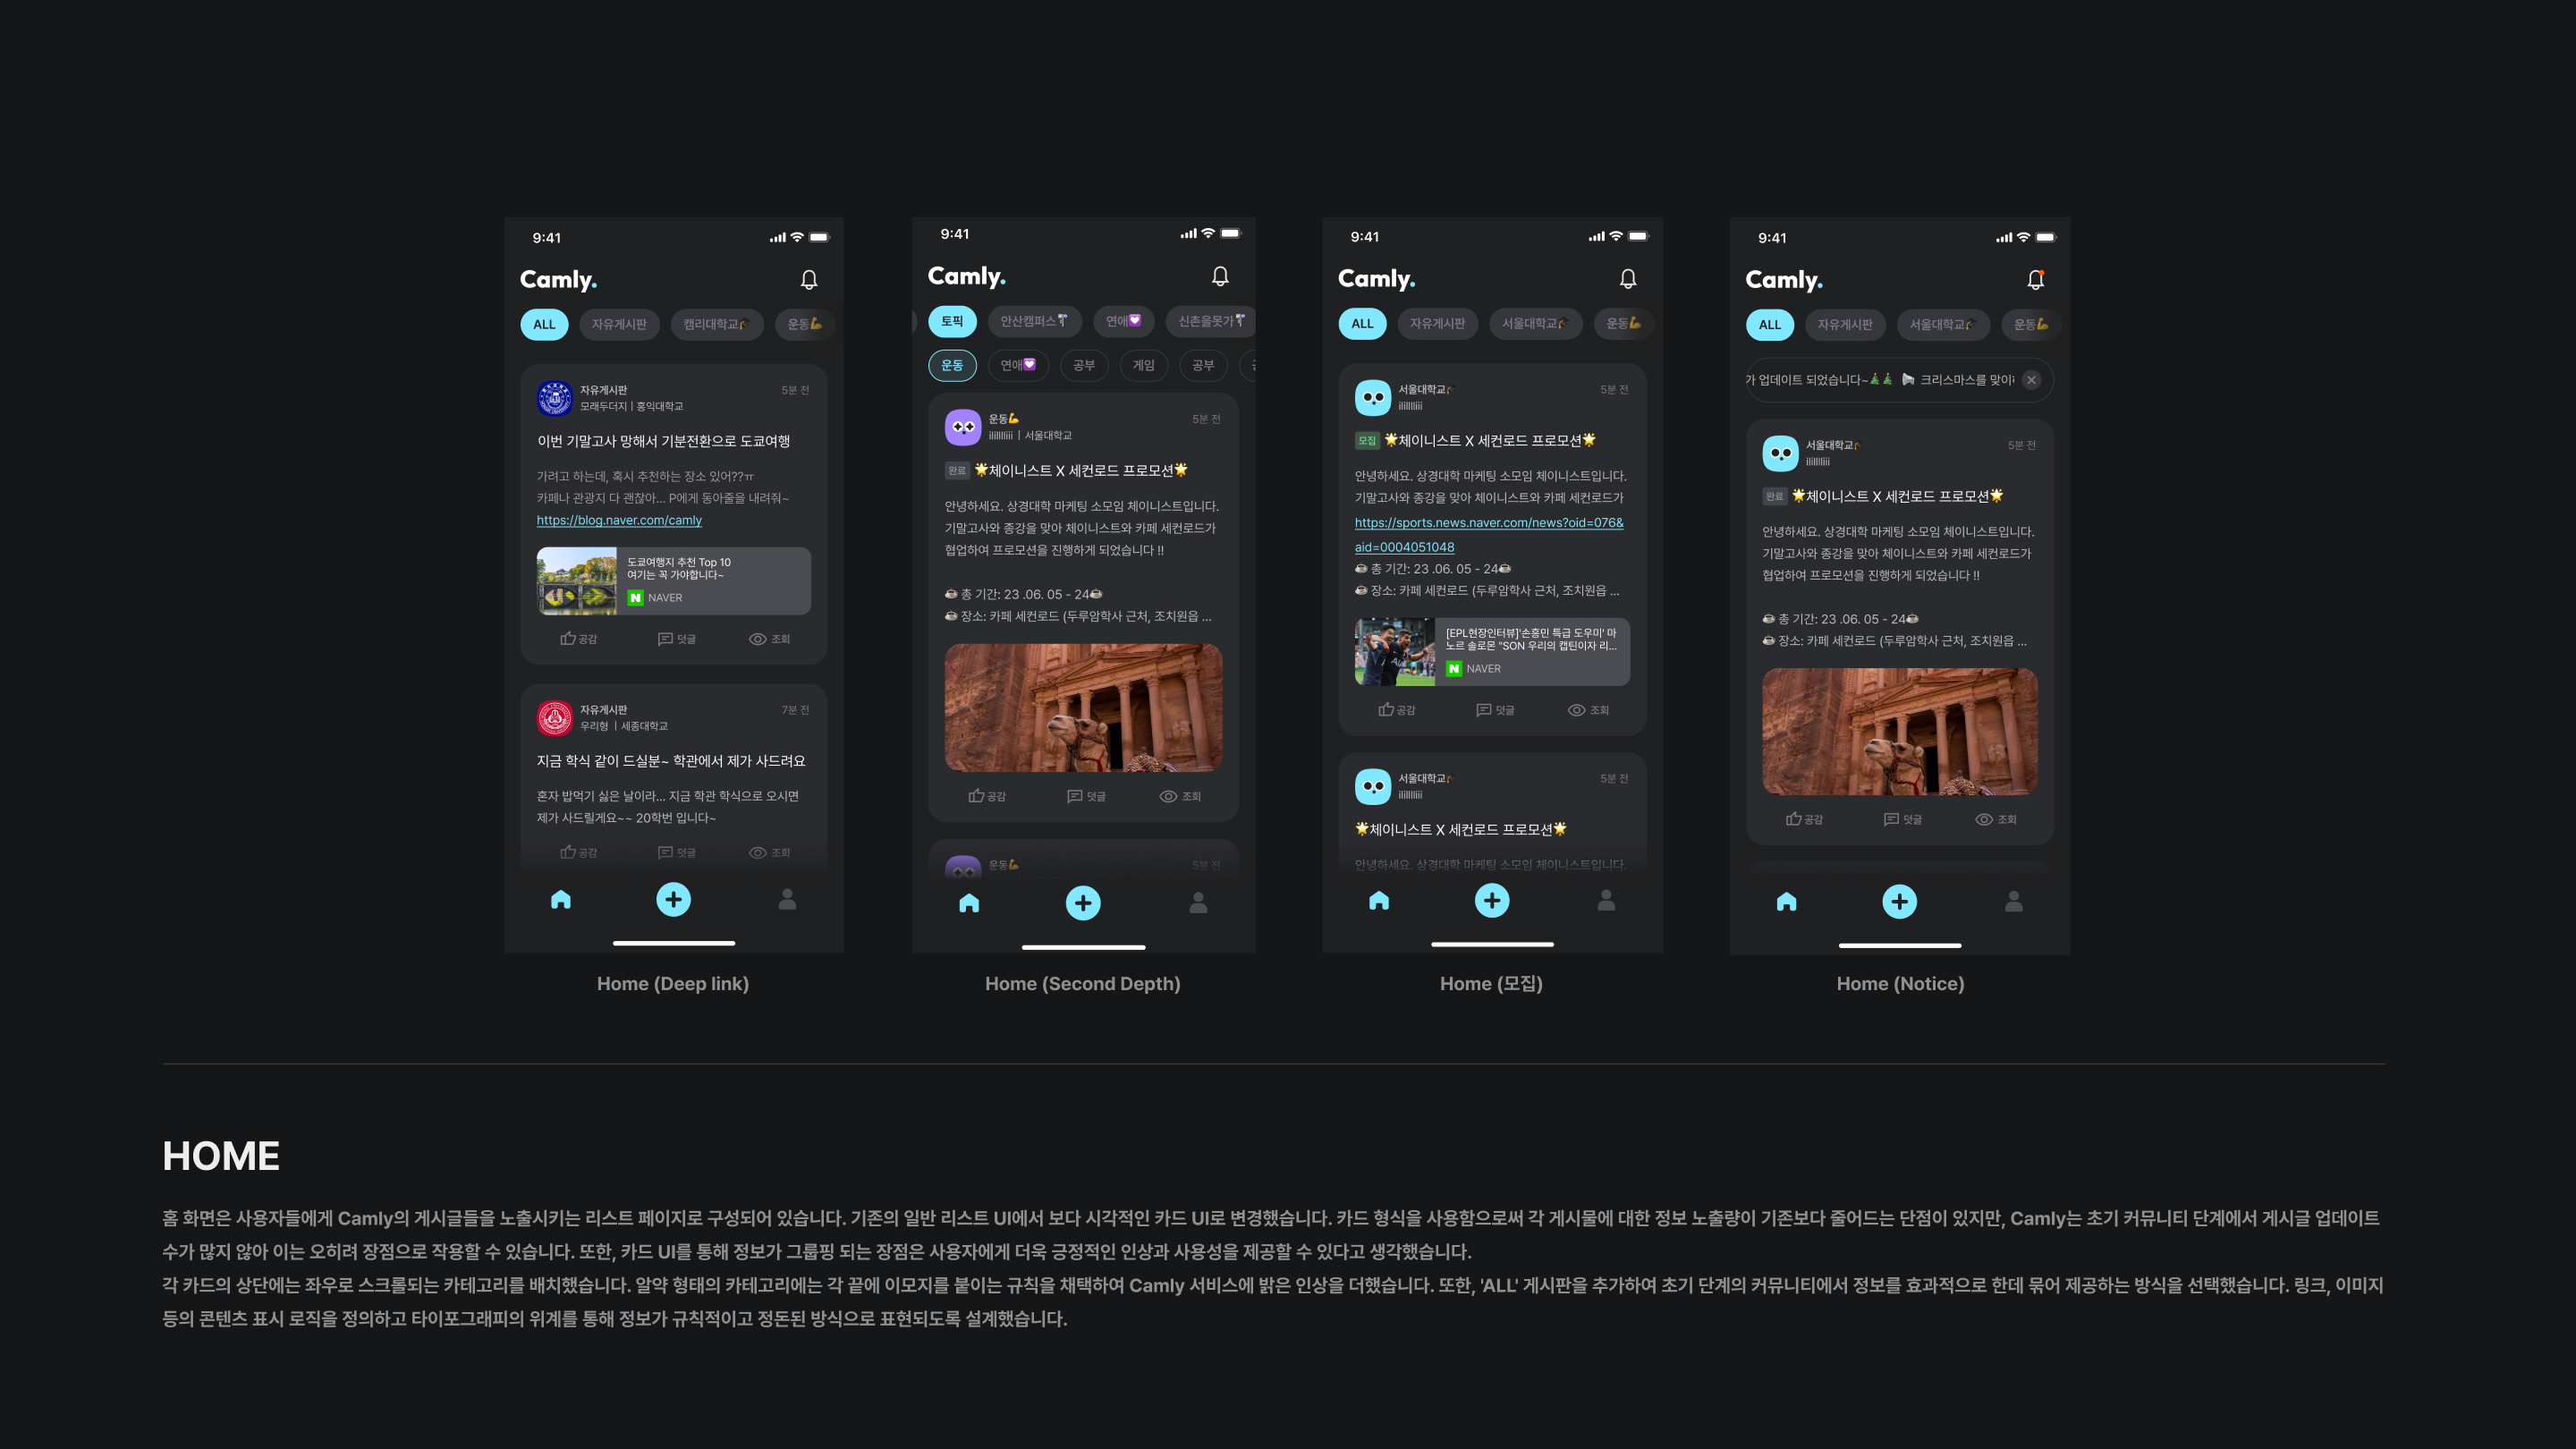 9:41
Camly.
ALL 자유게시판 캠리대학교🎓 운동💪
자유게시판 5분 전
모래두더지 | 홍익대학교
이번 기말고사 망해서 기분전환으로 도쿄여행
가려고 하는데, 혹시 추천하는 장소 있어??ㅠ
카페나 관광지 다 괜찮아... P에게 동아줄을 내려줘~
https://blog.naver.com/camly
도쿄여행지 추천 Top 10
여기는 꼭 가야합니다~
N NAVER
공감 덧글 조회
자유게시판 7분 전
우리형 | 세종대학교
지금 학식 같이 드실분~ 학관에서 제가 사드려요
혼자 밥먹기 싫은 날이라... 지금 학관 학식으로 오시면
제가 사드릴게요~~ 20학번 입니다~
공감 덧글 조회
Home (Deep link)
9:41
Camly.
토픽 안산캠퍼스 연애💟 신촌을못가
운동 연애💟 공부 게임 공부
운동💪 5분 전
ililllliii | 서울대학교
완료 🌟체이니스트 X 세컨로드 프로모션🌟
안녕하세요. 상경대학 마케팅 소모임 체이니스트입니다.
기말고사와 종강을 맞아 체이니스트와 카페 세컨로드가
협업하여 프로모션을 진행하게 되었습니다 !!
☕ 총 기간: 23 .06. 05 - 24☕
☕ 장소: 카페 세컨로드 (두루암학사 근처, 조치원읍 ...
공감 덧글 조회
운동💪 5분 전
Home (Second Depth)
9:41
Camly.
ALL 자유게시판 서울대학교🎓 운동💪
서울대학교🎓 5분 전
ililllliii
모집 🌟체이니스트 X 세컨로드 프로모션🌟
안녕하세요. 상경대학 마케팅 소모임 체이니스트입니다.
기말고사와 종강을 맞아 체이니스트와 카페 세컨로드가
https://sports.news.naver.com/news?oid=076&
aid=0004051048
☕ 총 기간: 23 .06. 05 - 24☕
☕ 장소: 카페 세컨로드 (두루암학사 근처, 조치원읍 ...
[EPL현장인터뷰]'손흥민 특급 도우미' 마
노르 솔로몬 "SON 우리의 캡틴이자 리...
N NAVER
공감 덧글 조회
서울대학교🎓 5분 전
ililllliii
🌟체이니스트 X 세컨로드 프로모션🌟
안녕하세요. 상경대학 마케팅 소모임 체이니스트입니다.
Home (모집)
9:41
Camly.
ALL 자유게시판 서울대학교🎓 운동💪
가 업데이트 되었습니다~🎄🎄 📢 크리스마스를 맞이
서울대학교🎓 5분 전
ililllliii
완료 🌟체이니스트 X 세컨로드 프로모션🌟
안녕하세요. 상경대학 마케팅 소모임 체이니스트입니다.
기말고사와 종강을 맞아 체이니스트와 카페 세컨로드가
협업하여 프로모션을 진행하게 되었습니다 !!
☕ 총 기간: 23 .06. 05 - 24☕
☕ 장소: 카페 세컨로드 (두루암학사 근처, 조치원읍 ...
공감 덧글 조회
Home (Notice)
HOME
홈 화면은 사용자들에게 Camly의 게시글들을 노출시키는 리스트 페이지로 구성되어 있습니다. 기존의 일반 리스트 UI에서 보다 시각적인 카드 UI로 변경했습니다. 카드 형식을 사용함으로써 각 게시물에 대한 정보 노출량이 기존보다 줄어드는 단점이 있지만, Camly는 초기 커뮤니티 단계에서 게시글 업데이트
수가 많지 않아 이는 오히려 장점으로 작용할 수 있습니다. 또한, 카드 UI를 통해 정보가 그룹핑 되는 장점은 사용자에게 더욱 긍정적인 인상과 사용성을 제공할 수 있다고 생각했습니다.
각 카드의 상단에는 좌우로 스크롤되는 카테고리를 배치했습니다. 알약 형태의 카테고리에는 각 끝에 이모지를 붙이는 규칙을 채택하여 Camly 서비스에 밝은 인상을 더했습니다. 또한, 'ALL' 게시판을 추가하여 초기 단계의 커뮤니티에서 정보를 효과적으로 한데 묶어 제공하는 방식을 선택했습니다. 링크, 이미지
등의 콘텐츠 표시 로직을 정의하고 타이포그래피의 위계를 통해 정보가 규칙적이고 정돈된 방식으로 표현되도록 설계했습니다.